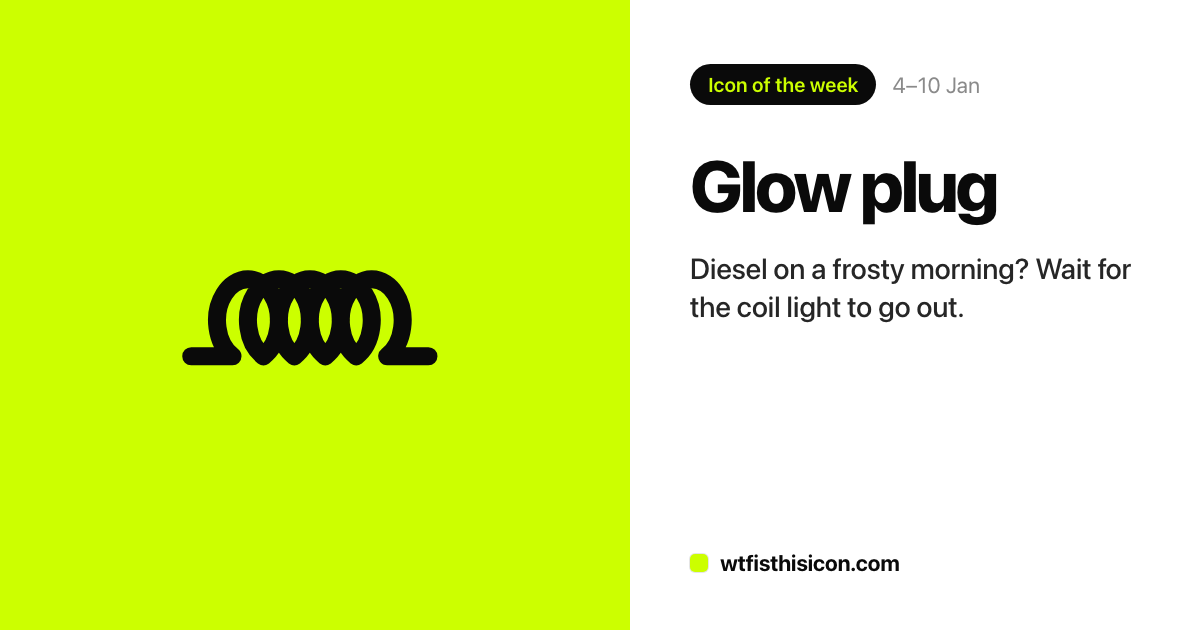 Icon of the week
4–10 Jan
Glow plug
Diesel on a frosty morning? Wait for
the coil light to go out.
wtfisthisicon.com